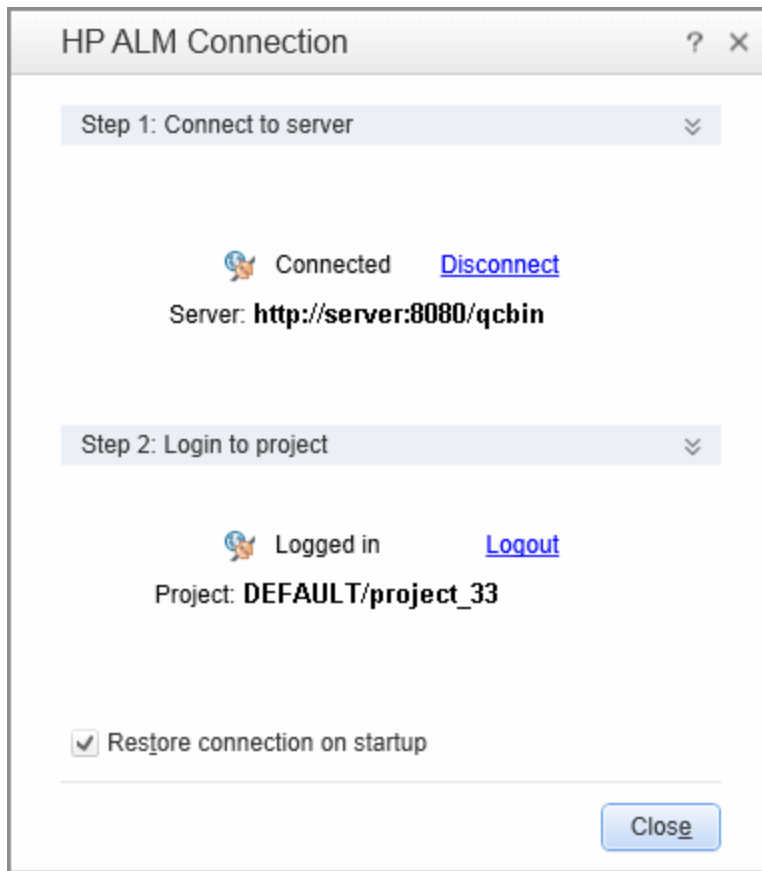 HP ALM Connection ?
Step 1: Connect to server
Connected Disconnect
Server: http://server:8080/qcbin
Step 2: Login to project
Logged in Logout
Project: DEFAULT/project_33
Restore connection on startup
Close